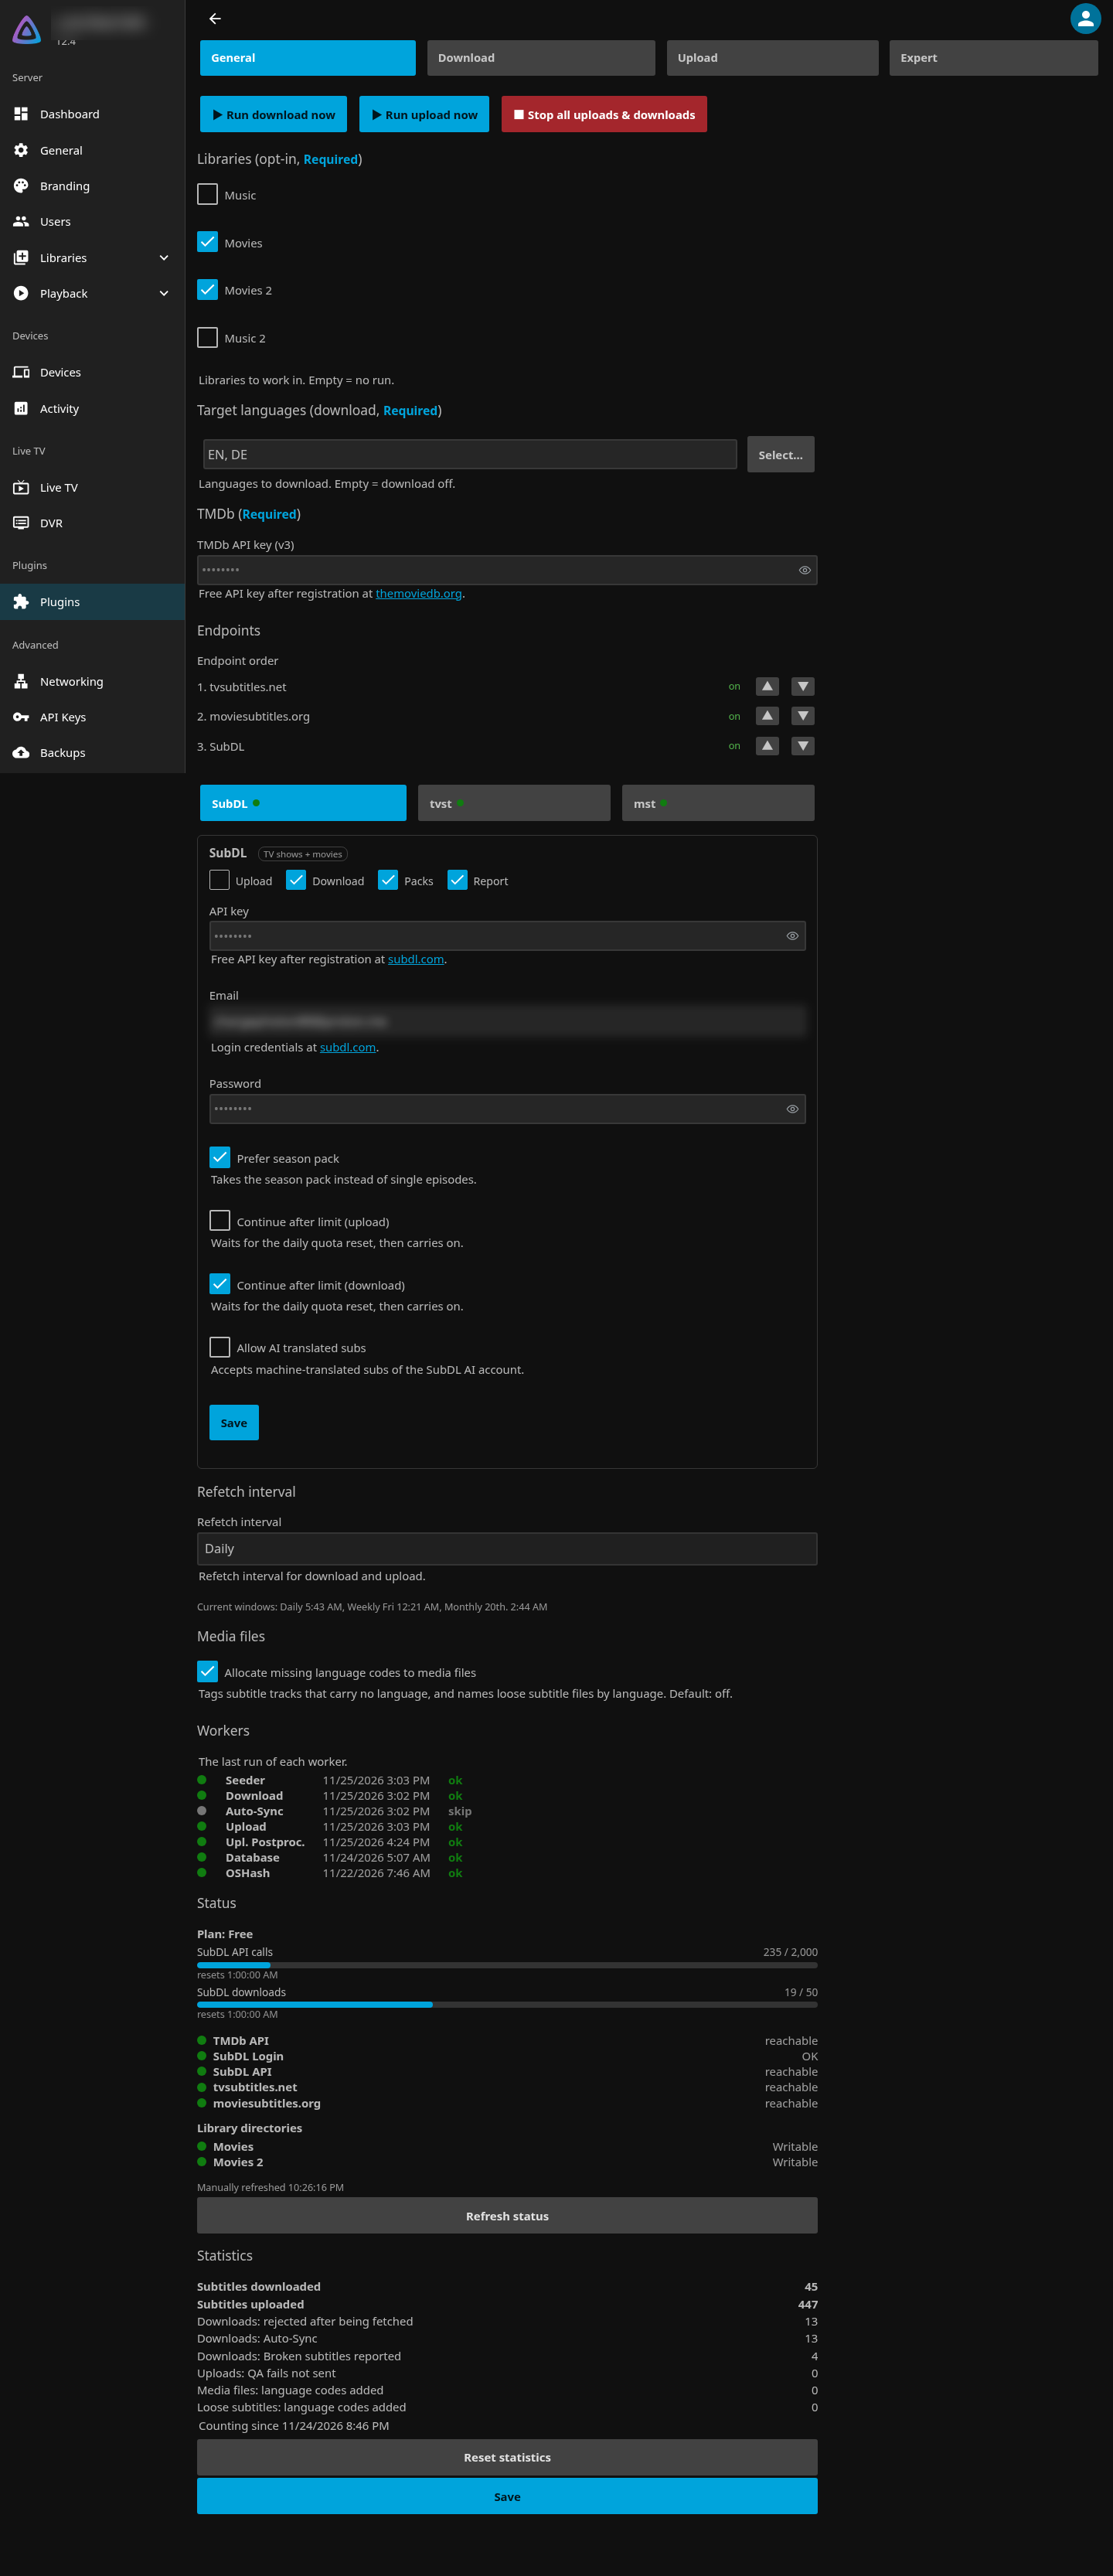 12.4
Server
Dashboard
General
Branding
Users
Libraries
Playback
Devices
Devices
Activity
Live TV
Live TV
DVR
Plugins
Plugins
Advanced
Networking
API Keys
Backups
General
Download
Upload
Expert
▶ Run download now
▶ Run upload now
■ Stop all uploads & downloads
Libraries (opt-in, Required)
Music
Movies
Movies 2
Music 2
Libraries to work in. Empty = no run.
Target languages (download, Required)
EN, DE
Select...
Languages to download. Empty = download off.
TMDb (Required)
TMDb API key (v3)
••••••••
Free API key after registration at themoviedb.org.
Endpoints
Endpoint order
1. tvsubtitles.net on ▲ ▼
2. moviesubtitles.org on ▲ ▼
3. SubDL on ▲ ▼
SubDL
tvst
mst
SubDL TV shows + movies
Upload Download Packs Report
API key
••••••••
Free API key after registration at subdl.com.
Email
Login credentials at subdl.com.
Password
••••••••
Prefer season pack
Takes the season pack instead of single episodes.
Continue after limit (upload)
Waits for the daily quota reset, then carries on.
Continue after limit (download)
Waits for the daily quota reset, then carries on.
Allow AI translated subs
Accepts machine-translated subs of the SubDL AI account.
Save
Refetch interval
Refetch interval
Daily
Refetch interval for download and upload.
Current windows: Daily 5:43 AM, Weekly Fri 12:21 AM, Monthly 20th. 2:44 AM
Media files
Allocate missing language codes to media files
Tags subtitle tracks that carry no language, and names loose subtitle files by language. Default: off.
Workers
The last run of each worker.
Seeder 11/25/2026 3:03 PM ok
Download 11/25/2026 3:02 PM ok
Auto-Sync 11/25/2026 3:02 PM skip
Upload 11/25/2026 3:03 PM ok
Upl. Postproc. 11/25/2026 4:24 PM ok
Database 11/24/2026 5:07 AM ok
OSHash 11/22/2026 7:46 AM ok
Status
Plan: Free
SubDL API calls 235 / 2,000
resets 1:00:00 AM
SubDL downloads 19 / 50
resets 1:00:00 AM
TMDb API reachable
SubDL Login OK
SubDL API reachable
tvsubtitles.net reachable
moviesubtitles.org reachable
Library directories
Movies Writable
Movies 2 Writable
Manually refreshed 10:26:16 PM
Refresh status
Statistics
Subtitles downloaded 45
Subtitles uploaded 447
Downloads: rejected after being fetched 13
Downloads: Auto-Sync 13
Downloads: Broken subtitles reported 4
Uploads: QA fails not sent 0
Media files: language codes added 0
Loose subtitles: language codes added 0
Counting since 11/24/2026 8:46 PM
Reset statistics
Save